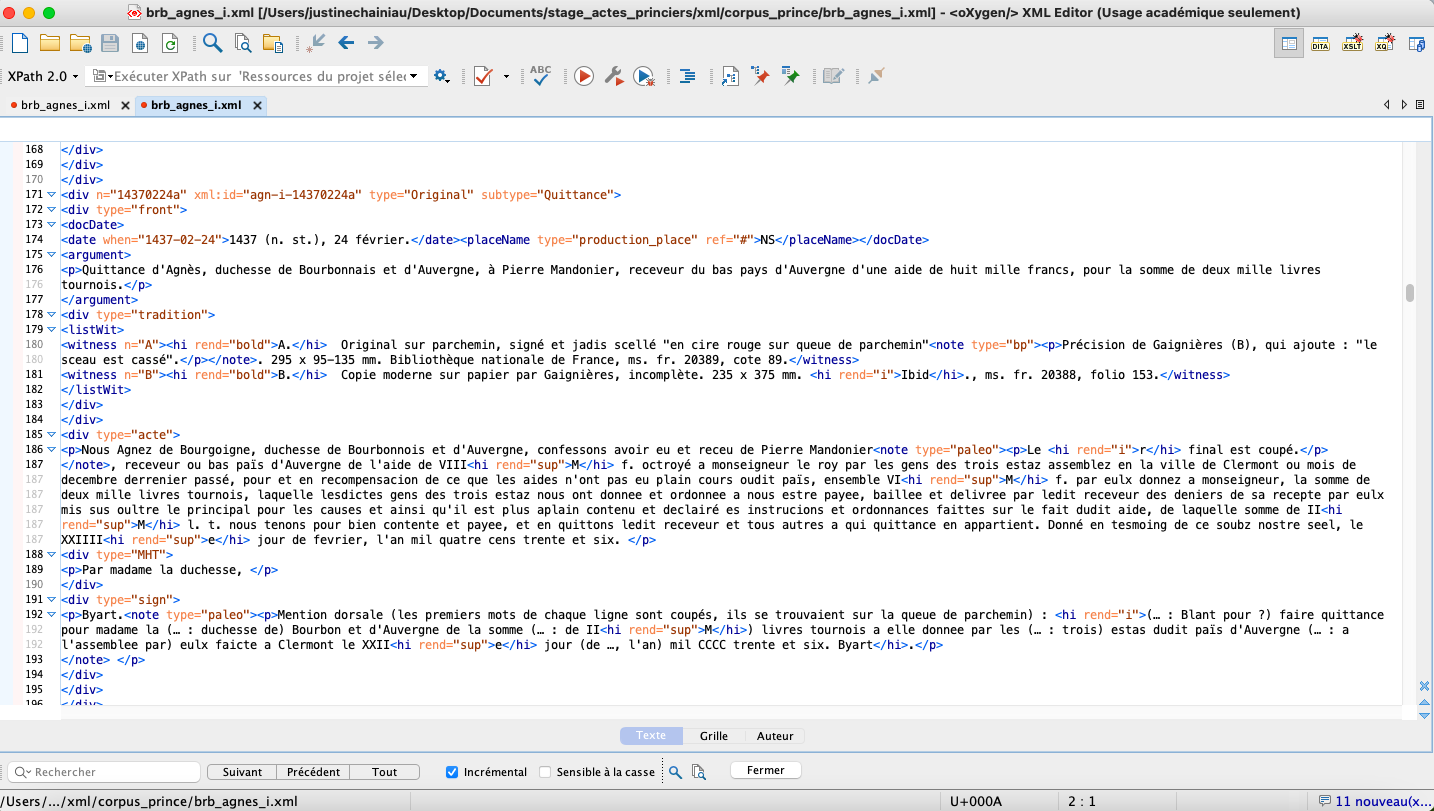 brb_agnes_i.xml [/Users/justinechainiau/Desktop/Documents/stage_actes_princiers/xml/corpus_prince/brb_agnes_i.xml] - <oXygen/> XML Editor (Usage académique seulement)
DITA XSLT XQ
XPath 2.0 Exécuter XPath sur 'Ressources du projet sélec ABC
brb_agnes_i.xml brb_agnes_i.xml
168 </div>
169 </div>
170 </div>
171 <div n="14370224a" xml:id="agn-i-14370224a" type="Original" subtype="Quittance">
172 <div type="front">
173 <docDate>
174 <date when="1437-02-24">1437 (n. st.), 24 février.</date><placeName type="production_place" ref="#">NS</placeName></docDate>
175 <argument>
176 <p>Quittance d'Agnès, duchesse de Bourbonnais et d'Auvergne, à Pierre Mandonier, receveur du bas pays d'Auvergne d'une aide de huit mille francs, pour la somme de deux mille livres
176 tournois.</p>
177 </argument>
178 <div type="tradition">
179 <listWit>
180 <witness n="A"><hi rend="bold">A.</hi>  Original sur parchemin, signé et jadis scellé "en cire rouge sur queue de parchemin"<note type="bp"><p>Précision de Gaignières (B), qui ajoute : "le
180 sceau est cassé".</p></note>. 295 x 95-135 mm. Bibliothèque nationale de France, ms. fr. 20389, cote 89.</witness>
181 <witness n="B"><hi rend="bold">B.</hi>  Copie moderne sur papier par Gaignières, incomplète. 235 x 375 mm. <hi rend="i">Ibid</hi>., ms. fr. 20388, folio 153.</witness>
182 </listWit>
183 </div>
184 </div>
185 <div type="acte">
186 <p>Nous Agnez de Bourgoigne, duchesse de Bourbonnois et d'Auvergne, confessons avoir eu et receu de Pierre Mandonier<note type="paleo"><p>Le <hi rend="i">r</hi> final est coupé.</p>
187 </note>, receveur ou bas païs d'Auvergne de l'aide de VIII<hi rend="sup">M</hi> f. octroyé a monseigneur le roy par les gens des trois estaz assemblez en la ville de Clermont ou mois de
187 decembre derrenier passé, pour et en recompensacion de ce que les aides n'ont pas eu plain cours oudit païs, ensemble VI<hi rend="sup">M</hi> f. par eulx donnez a monseigneur, la somme de
187 deux mille livres tournois, laquelle lesdictes gens des trois estaz nous ont donnee et ordonnee a nous estre payee, baillee et delivree par ledit receveur des deniers de sa recepte par eulx
187 mis sus oultre le principal pour les causes et ainsi qu'il est plus aplain contenu et declairé es instrucions et ordonnances faittes sur le fait dudit aide, de laquelle somme de II<hi
187 rend="sup">M</hi> l. t. nous tenons pour bien contente et payee, et en quittons ledit receveur et tous autres a qui quittance en appartient. Donné en tesmoing de ce soubz nostre seel, le
187 XXIIII<hi rend="sup">e</hi> jour de fevrier, l'an mil quatre cens trente et six. </p>
188 <div type="MHT">
189 <p>Par madame la duchesse, </p>
190 </div>
191 <div type="sign">
192 <p>Byart.<note type="paleo"><p>Mention dorsale (les premiers mots de chaque ligne sont coupés, ils se trouvaient sur la queue de parchemin) : <hi rend="i">(… : Blant pour ?) faire quittance
192 pour madame la (… : duchesse de) Bourbon et d'Auvergne de la somme (… : de II<hi rend="sup">M</hi>) livres tournois a elle donnee par les (… : trois) estas dudit païs d'Auvergne (… : a
192 l'assemblee par) eulx faicte a Clermont le XXII<hi rend="sup">e</hi> jour (de …, l'an) mil CCCC trente et six. Byart</hi>.</p>
193 </note> </p>
194 </div>
195 </div>
196 </div>
Texte Grille Auteur
Rechercher Suivant Précédent Tout Incrémental Sensible à la casse Fermer
/Users/.../xml/corpus_prince/brb_agnes_i.xml U+000A 2 : 1 11 nouveau(x...